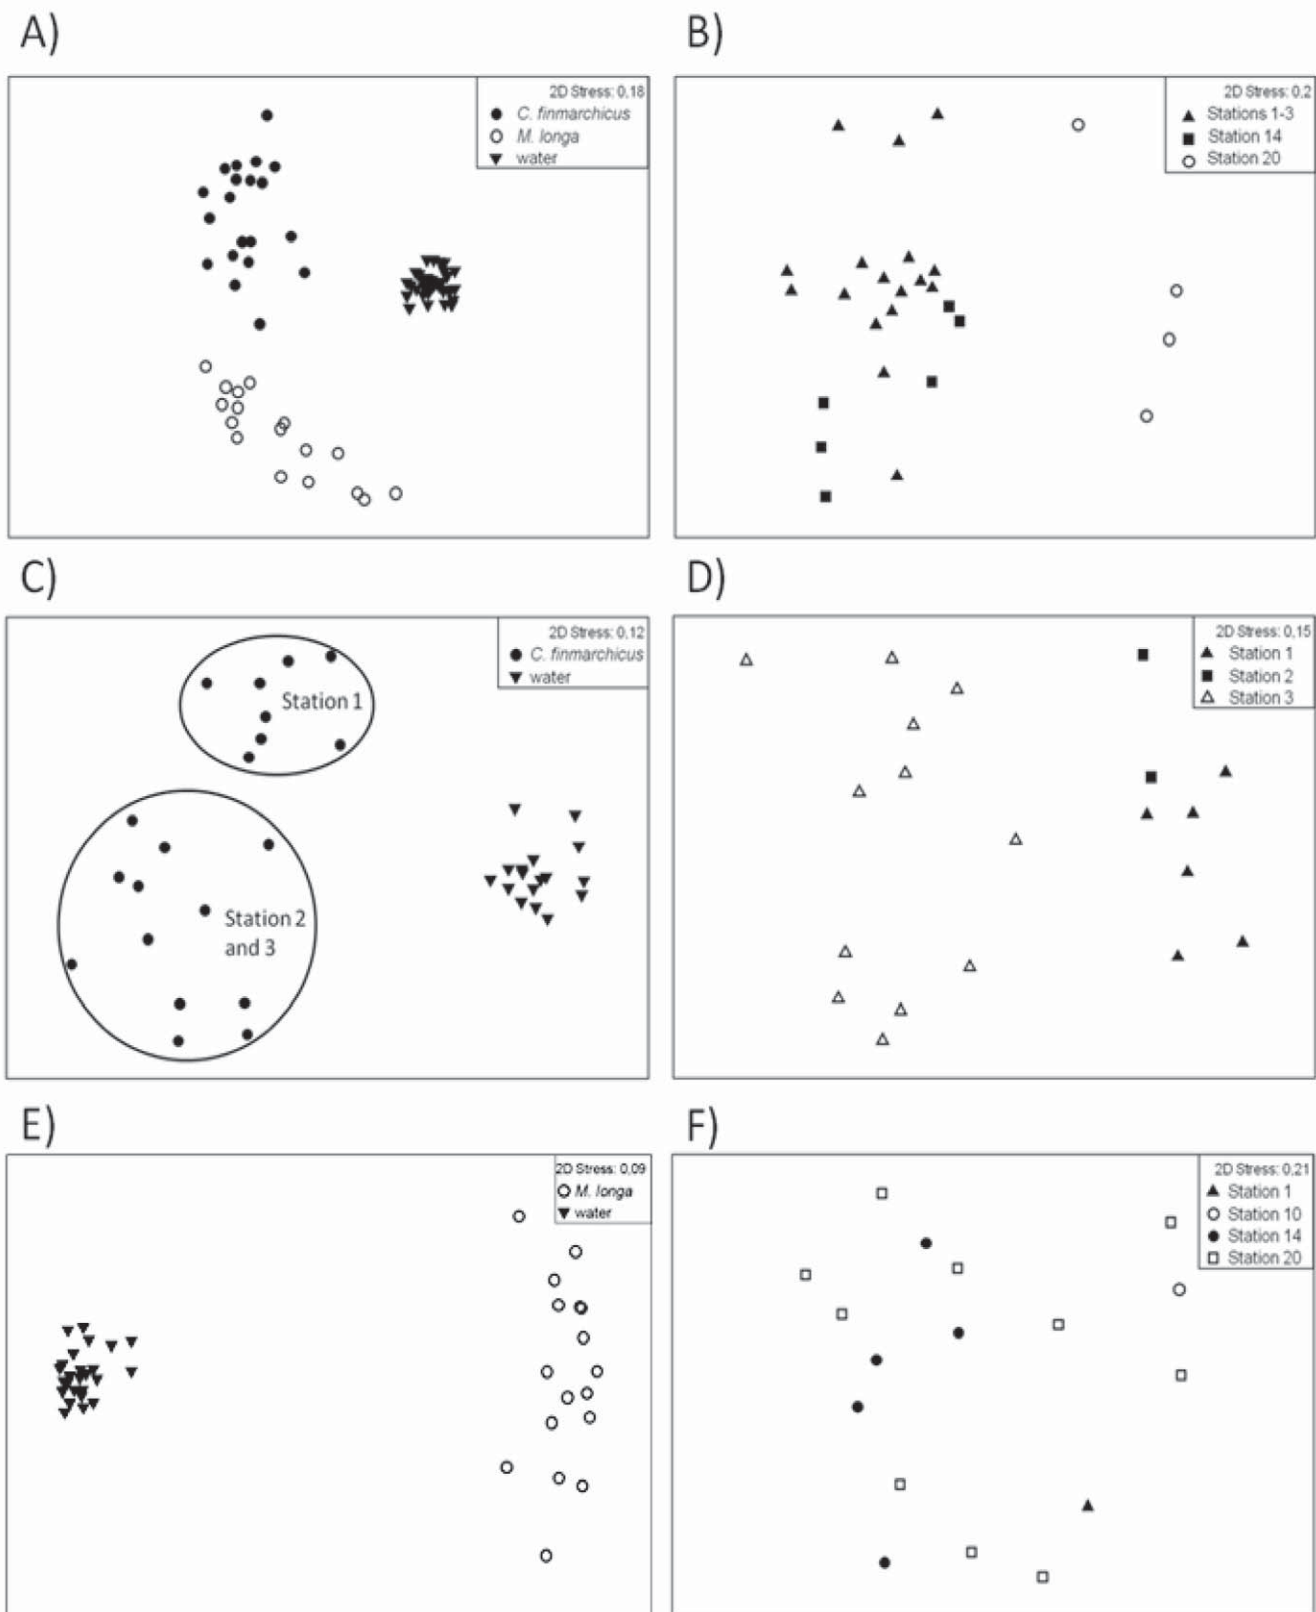 A)
2D Stress: 0,18
C. finmarchicus
M. longa
water
B)
2D Stress: 0,2
Stations 1-3
Station 14
Station 20
C)
2D Stress: 0,12
C. finmarchicus
water
Station 1
Station 2
and 3
D)
2D Stress: 0,15
Station 1
Station 2
Station 3
E)
2D Stress: 0,09
M. longa
water
F)
2D Stress: 0,21
Station 1
Station 10
Station 14
Station 20